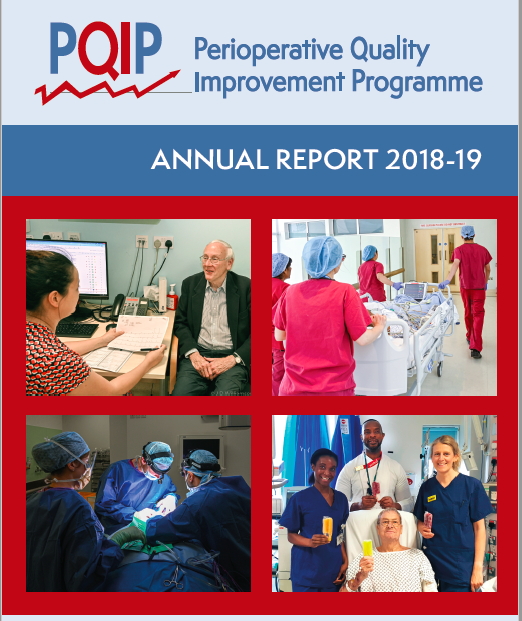 PQIP
Perioperative Quality
Improvement Programme
ANNUAL REPORT 2018-19